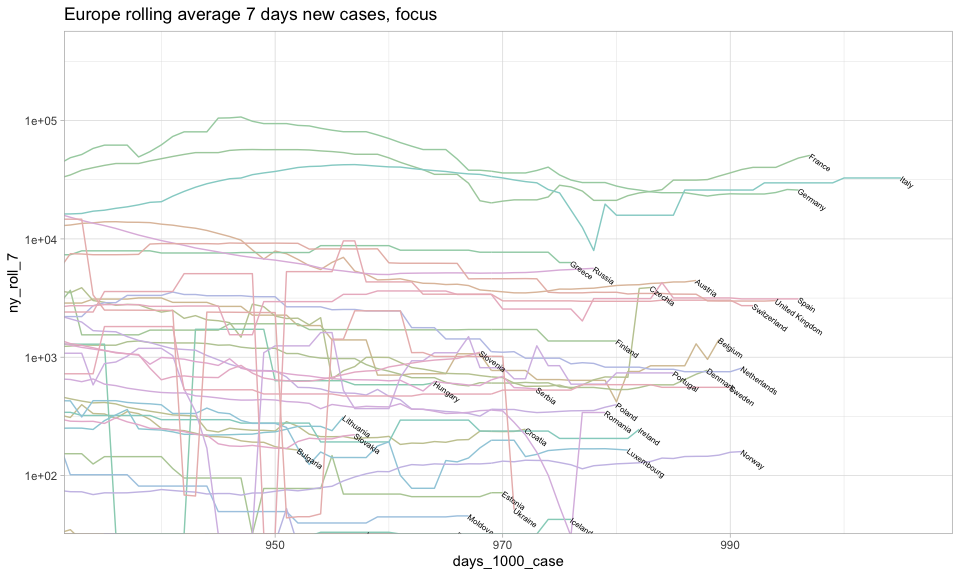 Europe rolling average 7 days new cases, focus
1e+05
1e+04
1e+03
1e+02
ny_roll_7
France
Italy
Germany
Greece
Russia
Czechia
Austria
Spain
United Kingdom
Switzerland
Finland
Belgium
Slovenia
Netherlands
Portugal
Denmark
Sweden
Hungary
Serbia
Poland
Romania
Ireland
Lithuania
Slovakia
Croatia
Bulgaria
Luxembourg
Norway
Estonia
Ukraine
Moldova
Iceland
950
970
990
days_1000_case